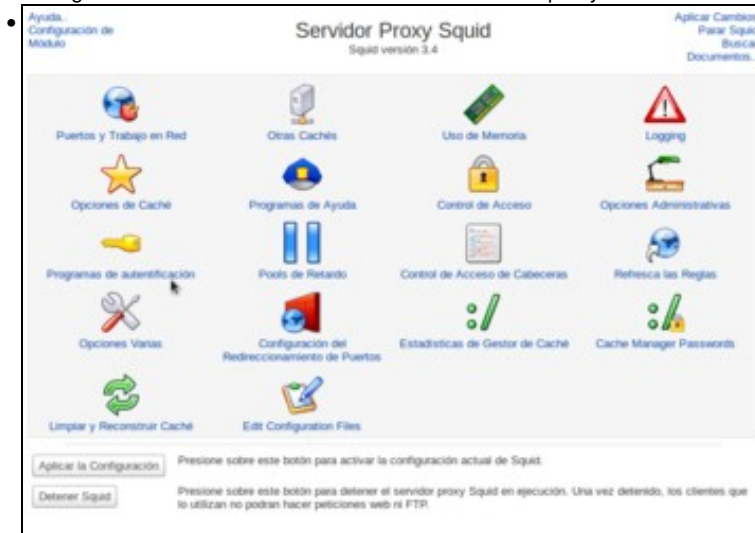 Ayuda..
Configuración de
Módulo
Servidor Proxy Squid
Squid versión 3.4
Aplicar Cambios
Parar Squid
Buscar
Documentos..
Puertos y Trabajo en Red
Otras Cachés
Uso de Memoria
Logging
Opciones de Caché
Programas de Ayuda
Control de Acceso
Opciones Administrativas
Programas de autentificación
Pools de Retardo
Control de Acceso de Cabeceras
Refresca las Reglas
Opciones Varias
Configuración del
Redireccionamiento de Puertos
Estadísticas de Gestor de Caché
Cache Manager Passwords
Limpiar y Reconstruir Caché
Edit Configuration Files
Aplicar la Configuración
Presione sobre este botón para activar la configuración actual de Squid.
Detener Squid
Presione sobre este botón para detener el servidor proxy Squid en ejecución. Una vez detenido, los clientes que
lo utilizan no podran hacer peticiones web ni FTP.